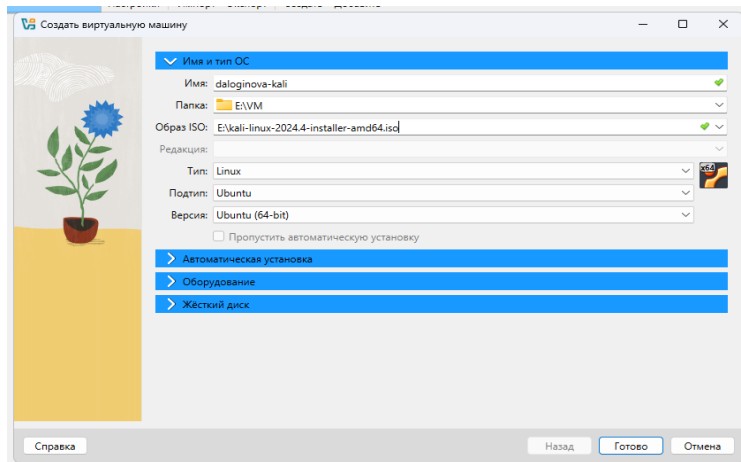 Создать виртуальную машину
Имя и тип ОС
Имя: daloginova-kali
Папка: E:\VM
Образ ISO: E:\kali-linux-2024.4-installer-amd64.iso
Редакция:
Тип: Linux
x64
Подтип: Ubuntu
Версия: Ubuntu (64-bit)
Пропустить автоматическую установку
Автоматическая установка
Оборудование
Жёсткий диск
Справка Назад Готово Отмена